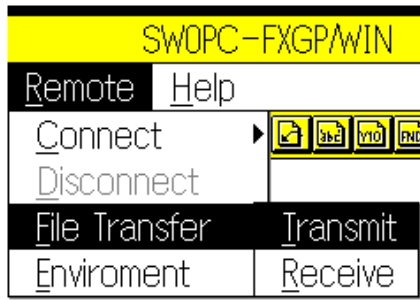 SW0PC-FXGP/WIN
Remote Help
Connect
Disconnect
File Transfer Transmit
Enviroment Receive